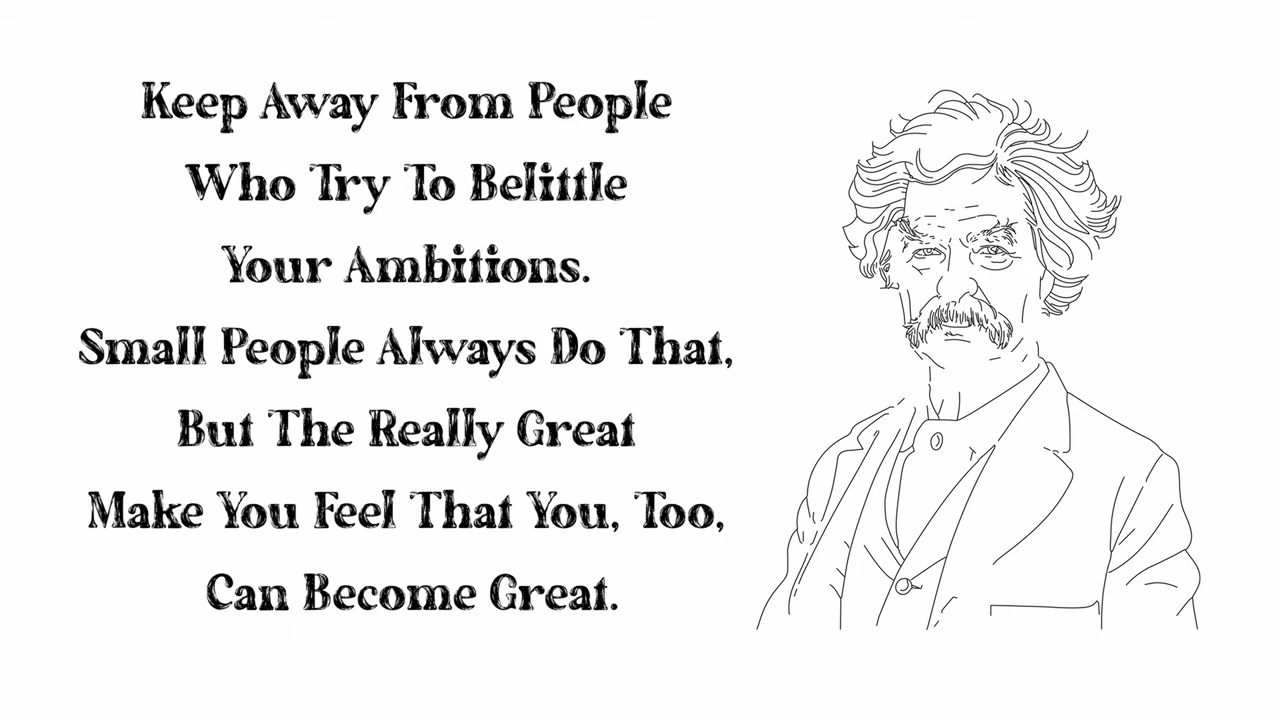 Keep Away From People
Who Try To Belittle
Your Ambitions.
Small People Always Do That,
But The Really Great
Make You Feel That You, Too,
Can Become Great.